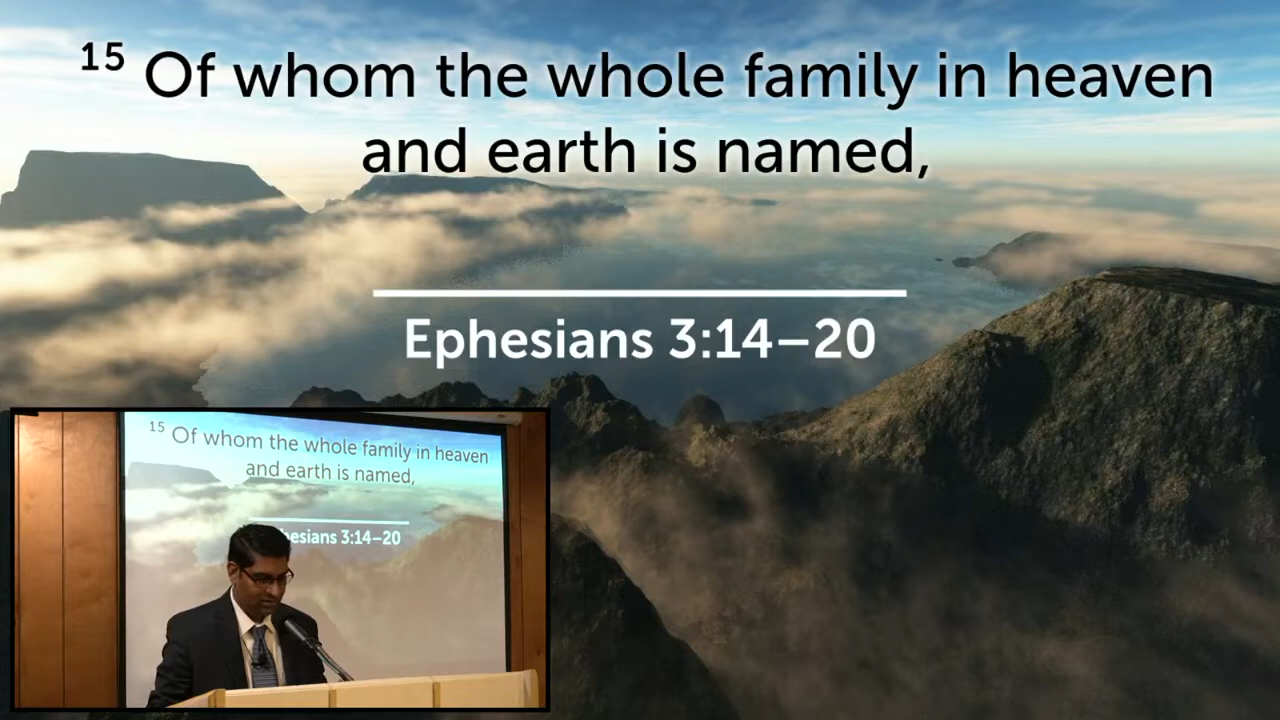 15 Of whom the whole family in heaven
and earth is named,
Ephesians 3:14–20
15 Of whom the whole family in heaven
and earth is named,
hesians 3:14–20